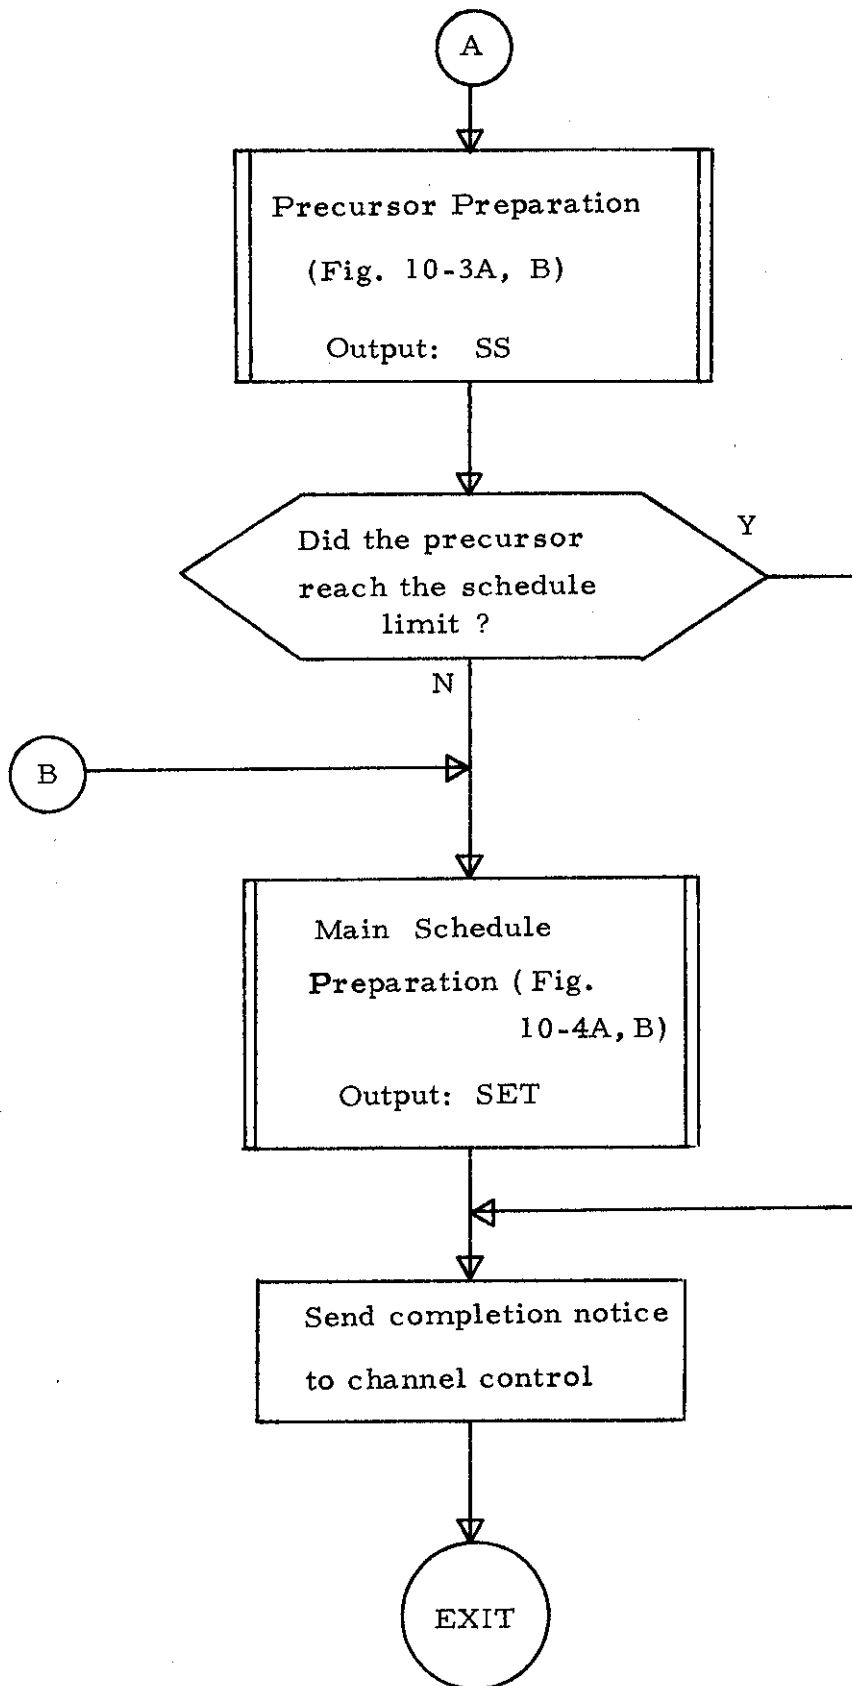 A
Precursor Preparation
(Fig. 10-3A, B)
Output: SS
Did the precursor
reach the schedule
limit ?
Y
N
B
Main Schedule
Preparation (Fig.
10-4A, B)
Output: SET
Send completion notice
to channel control
EXIT